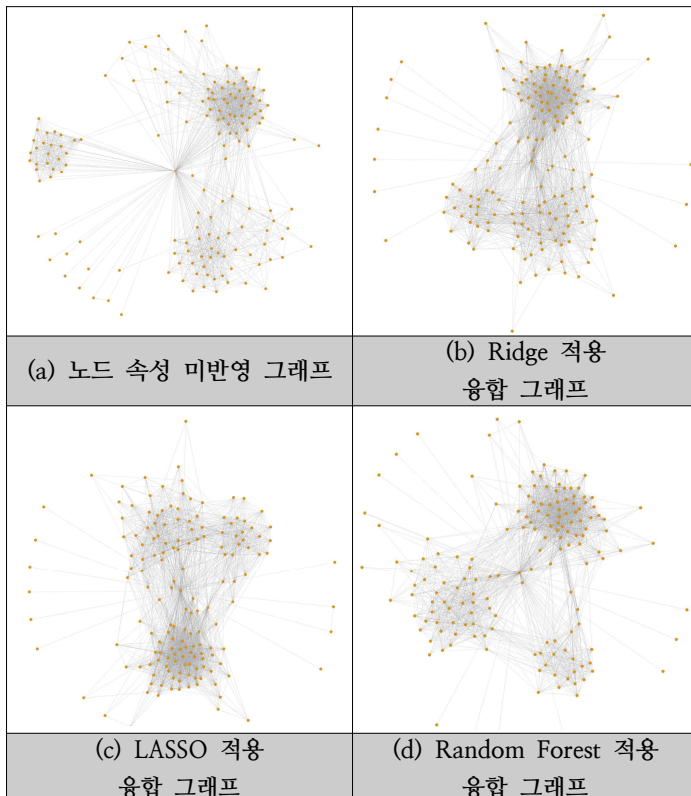 (a) 노드 속성 미반영 그래프
(b) Ridge 적용
융합 그래프
(c) LASSO 적용
융합 그래프
(d) Random Forest 적용
융합 그래프